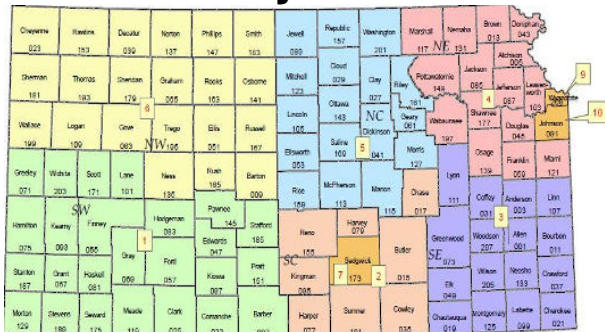 Cheyenne Rawlins Decatur Norton Phillips Smith Jewell Republic Washington Marshall Nemaha Brown Doniphan
023 153 039 137 147 183 089 157 201 117 NE 131 013 043
Sherman Thomas Sheridan Graham Rooks Osborne Mitchell Cloud Clay Riley Pottawatomie Jackson Atchison
181 193 179 065 163 141 123 029 027 161 149 085 005
6 4 9
Jefferson Leavenworth Wyandotte
087 103
10
Wallace Logan Gove Trego Ellis Russell Lincoln Ottawa Dickinson Geary Wabaunsee Shawnee Douglas Johnson
199 109 063 NW 195 051 167 105 143 NC 041 061 197 177 045 091
Ellsworth Saline 5 Morris
053 169 127
Greeley Wichita Scott Lane Ness Rush Barton Rice McPherson Marion Chase Lyon Osage Franklin Miami
071 203 171 101 135 185 009 159 113 115 017 111 139 059 121
SW
Hamilton Kearny Finney Hodgeman Pawnee Stafford Reno Harvey Butler Greenwood Coffey Anderson Linn
075 093 055 083 145 185 155 079 015 073 031 003 107
1 Gray Ford Edwards 3
069 057 047
Woodson Allen Bourbon
207 001 011
Stanton Grant Haskell Kiowa Pratt Kingman SC Sedgwick SE
187 067 081 097 151 095 7 173 2
Elk Wilson Neosho Crawford
049 205 133 037
Morton Stevens Seward Meade Clark Comanche Barber Harper Sumner Cowley Chautauqua Montgomery Labette Cherokee
129 189 175 119 025 033 007 077 191 035 019 125 099 021